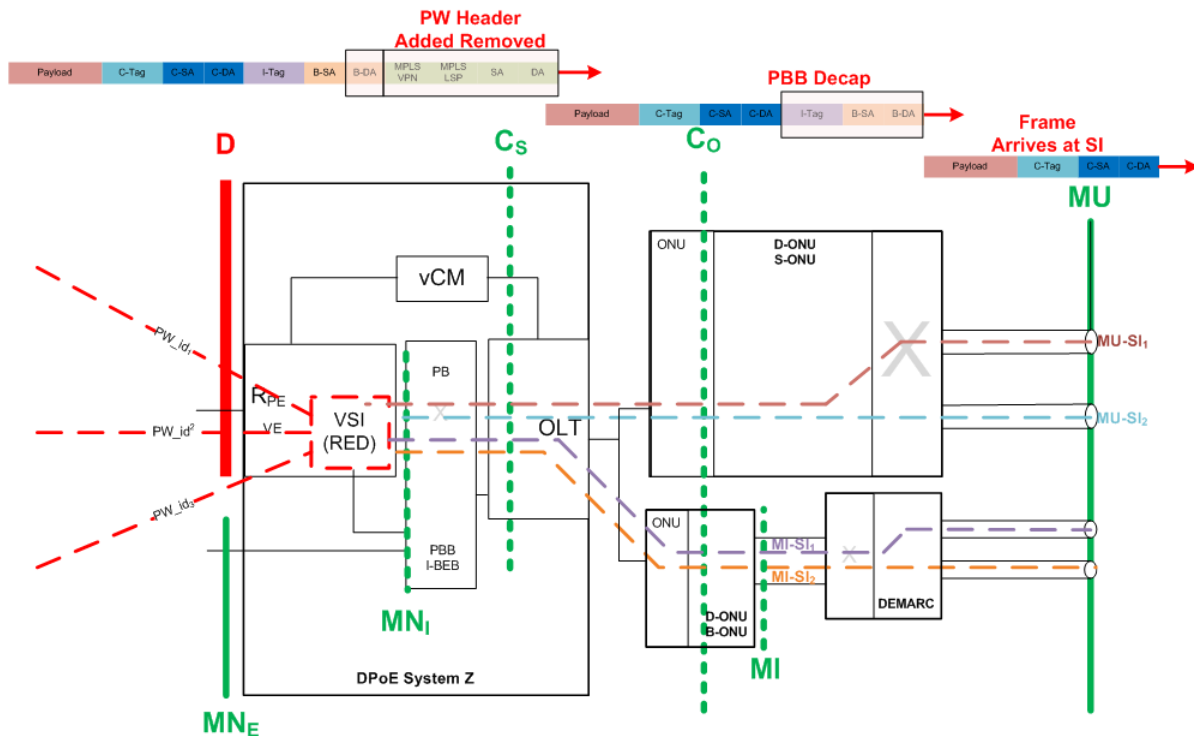 PW Header
Added Removed
Payload C-Tag C-SA C-DA I-Tag B-SA B-DA MPLS VPN MPLS LSP SA DA
PBB Decap
Payload C-Tag C-SA C-DA I-Tag B-SA B-DA
Frame
Arrives at SI
Payload C-Tag C-SA C-DA
D
CS
CO
MU
ONU
D-ONU
S-ONU
vCM
PW_id1
PB
X
MU-SI1
RPE
VE
VSI
(RED)
X
OLT
MU-SI2
PW_id2
PW_id3
ONU
MI-SI1
X
MI-SI2
PBB
I-BEB
DEMARC
D-ONU
B-ONU
MNI
MI
DPoE System Z
MNE